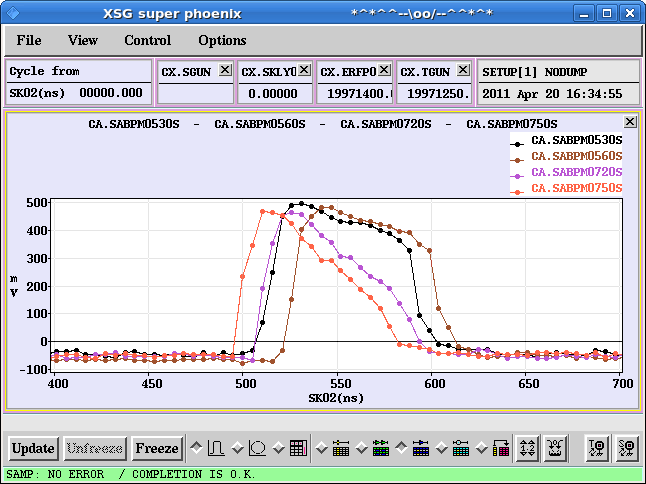 XSG super phoenix *^*^^--\oo/--^^*^*
File View Control Options
Cycle from CX.SGUN CX.SKLYO CX.ERFPO CX.TGUN SETUP[1] NODUMP
SK02(ns) 00000.000 0.00000 19971400. 19971250. 2011 Apr 20 16:34:55
CA.SABPM0530S - CA.SABPM0560S - CA.SABPM0720S - CA.SABPM0750S
CA.SABPM0530S
CA.SABPM0560S
CA.SABPM0720S
CA.SABPM0750S
500
400
300
200
100
0
-100
mv
400 450 500 550 600 650 700
SK02(ns)
Update Unfreeze Freeze
SAMP: NO ERROR / COMPLETION IS O.K.